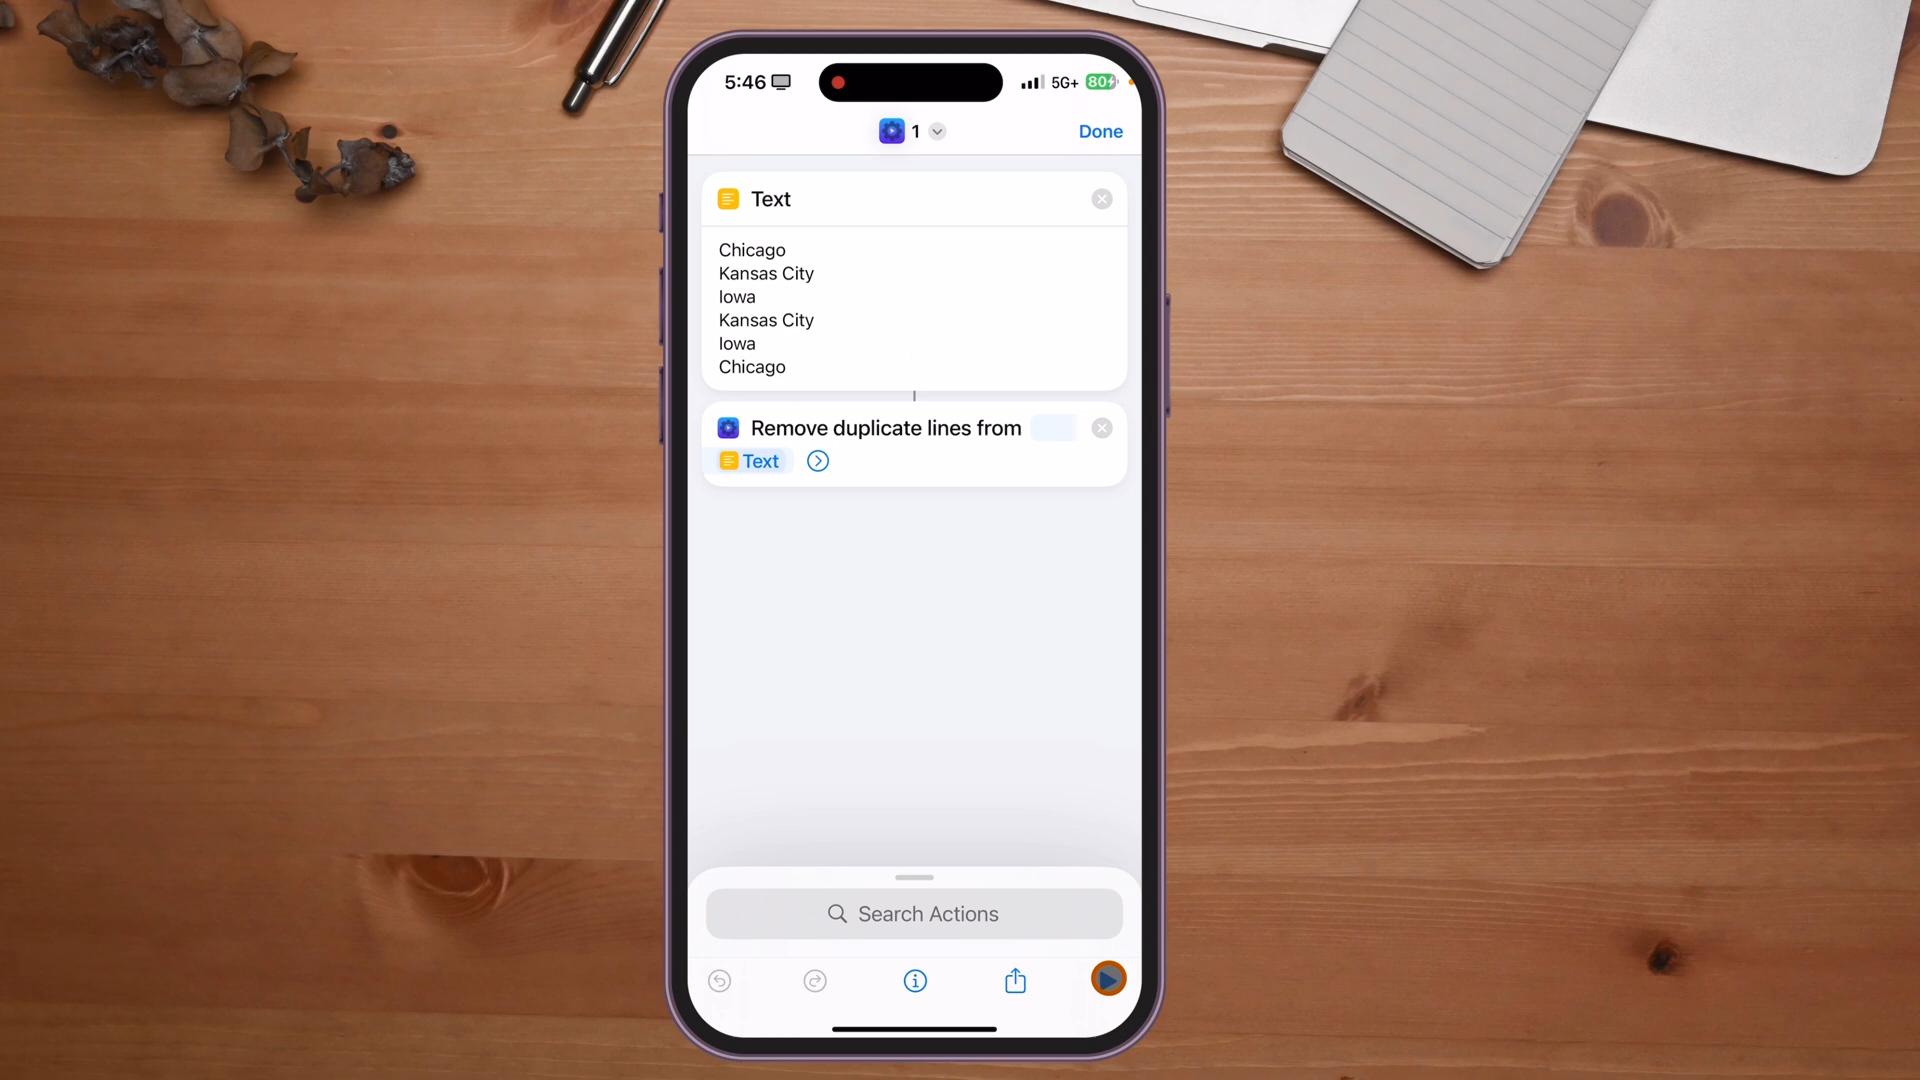 5:46 5G+ 80
1 Done
Text
Chicago
Kansas City
Iowa
Kansas City
Iowa
Chicago
Remove duplicate lines from
Text
Search Actions